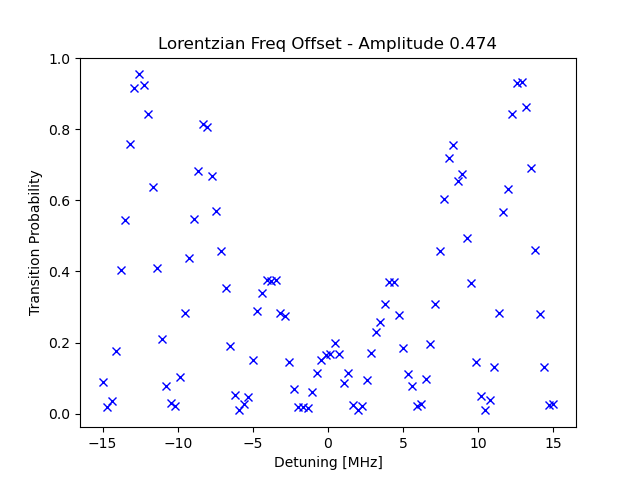 Lorentzian Freq Offset - Amplitude 0.474
1.0
0.8
0.6
0.4
0.2
0.0
Transition Probability
−15 −10 −5 0 5 10 15
Detuning [MHz]